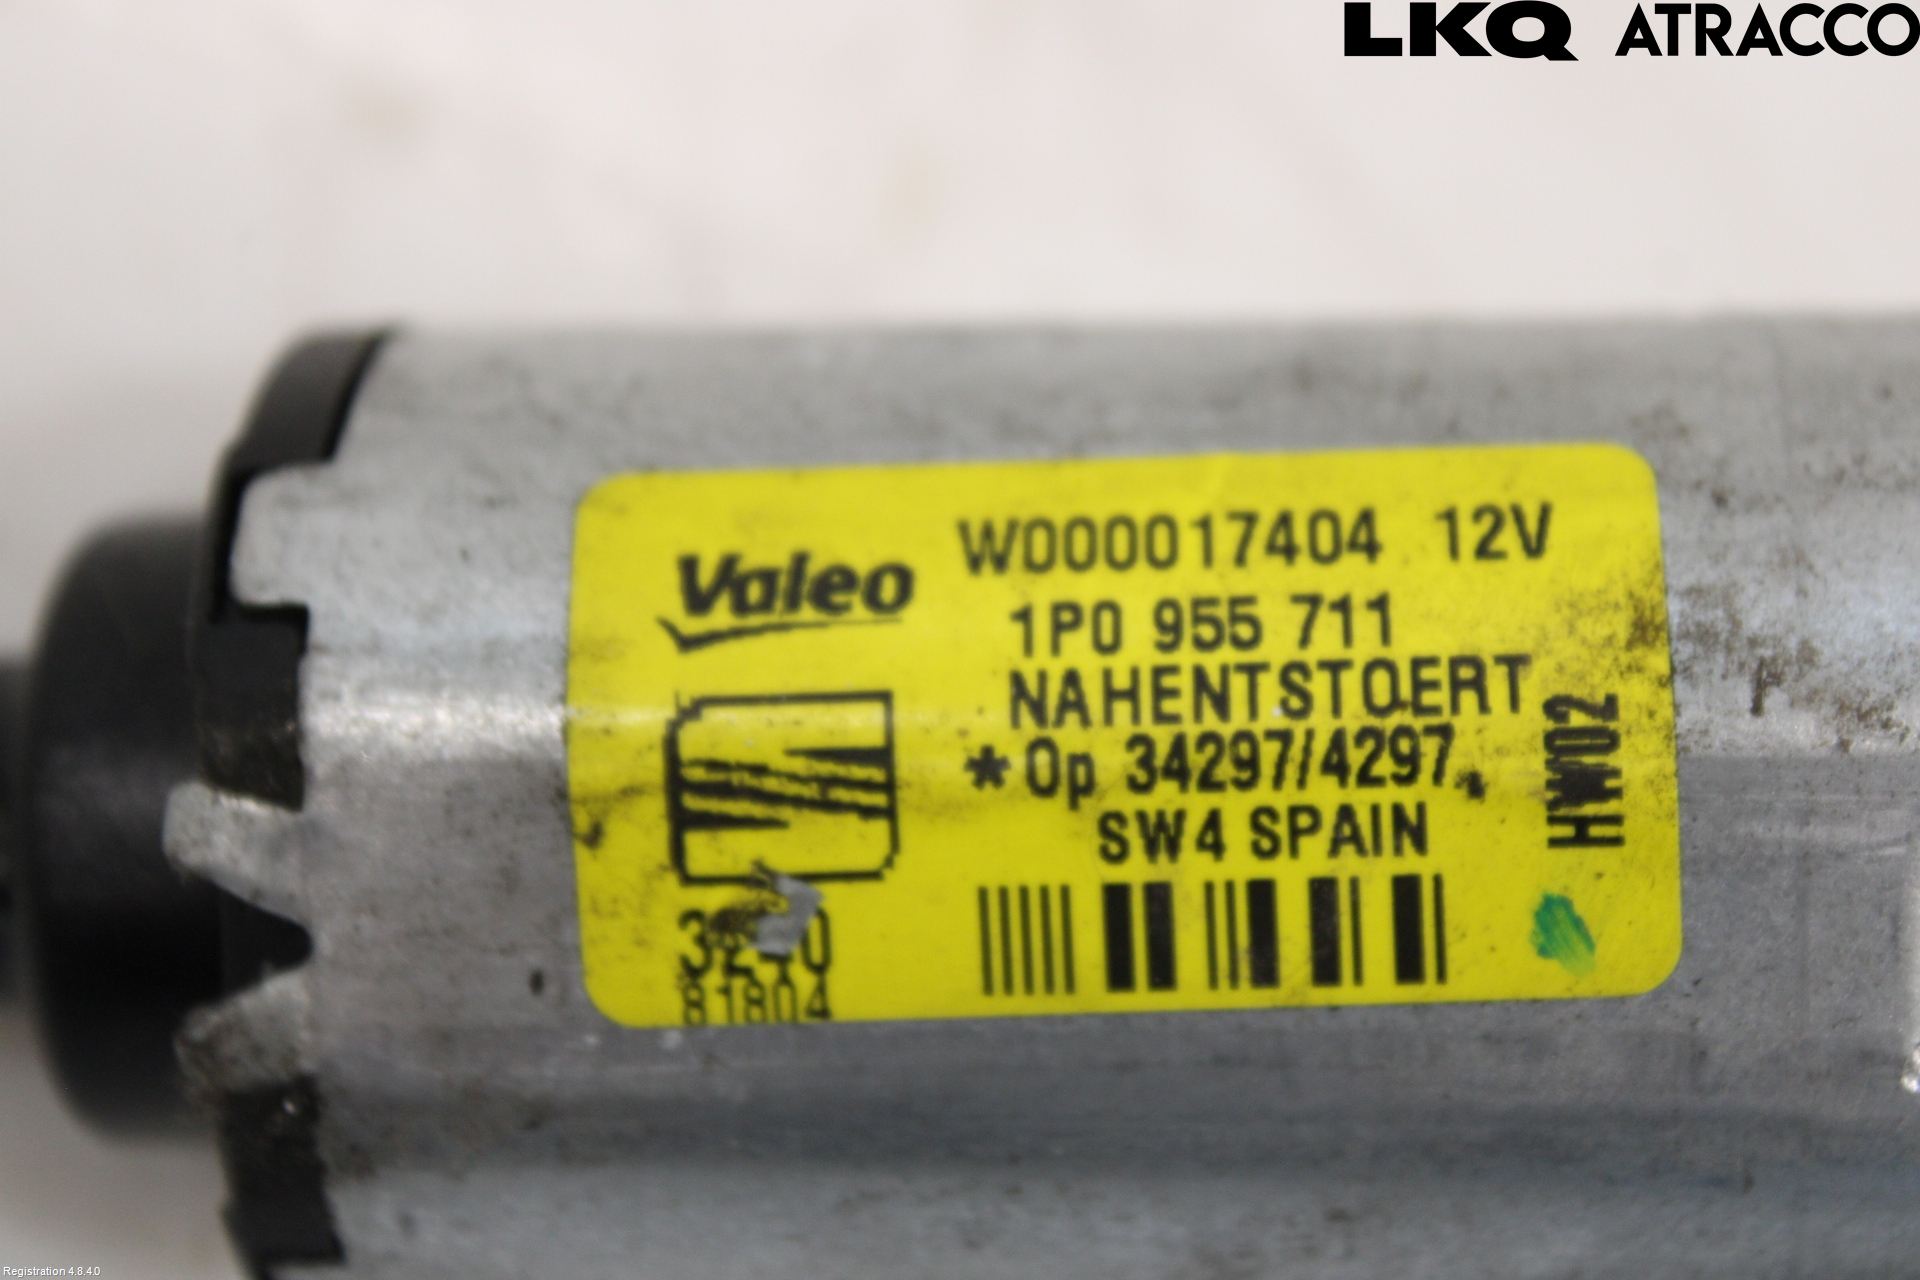 LKQ ATRACCO
Valeo
W000017404 12V
1P0 955 711
NAHENTSTOERT
*Op 34297/4297
SW4 SPAIN
HW02
81804
Registration 4.8.4.0